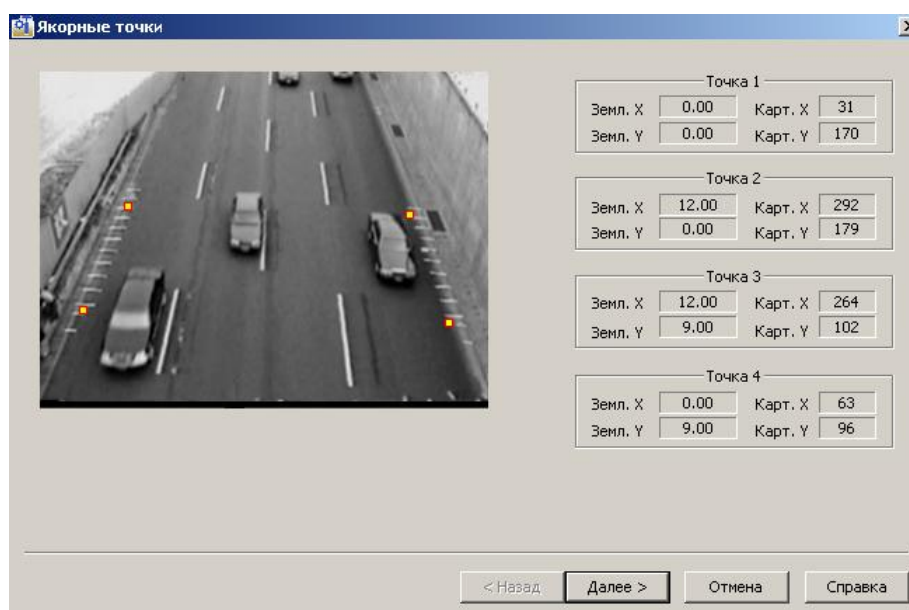 Якорные точки
Точка 1
Земл. X 0.00 Карт. X 31
Земл. Y 0.00 Карт. Y 170
Точка 2
Земл. X 12.00 Карт. X 292
Земл. Y 0.00 Карт. Y 179
Точка 3
Земл. X 12.00 Карт. X 264
Земл. Y 9.00 Карт. Y 102
Точка 4
Земл. X 0.00 Карт. X 63
Земл. Y 9.00 Карт. Y 96
< Назад Далее > Отмена Справка